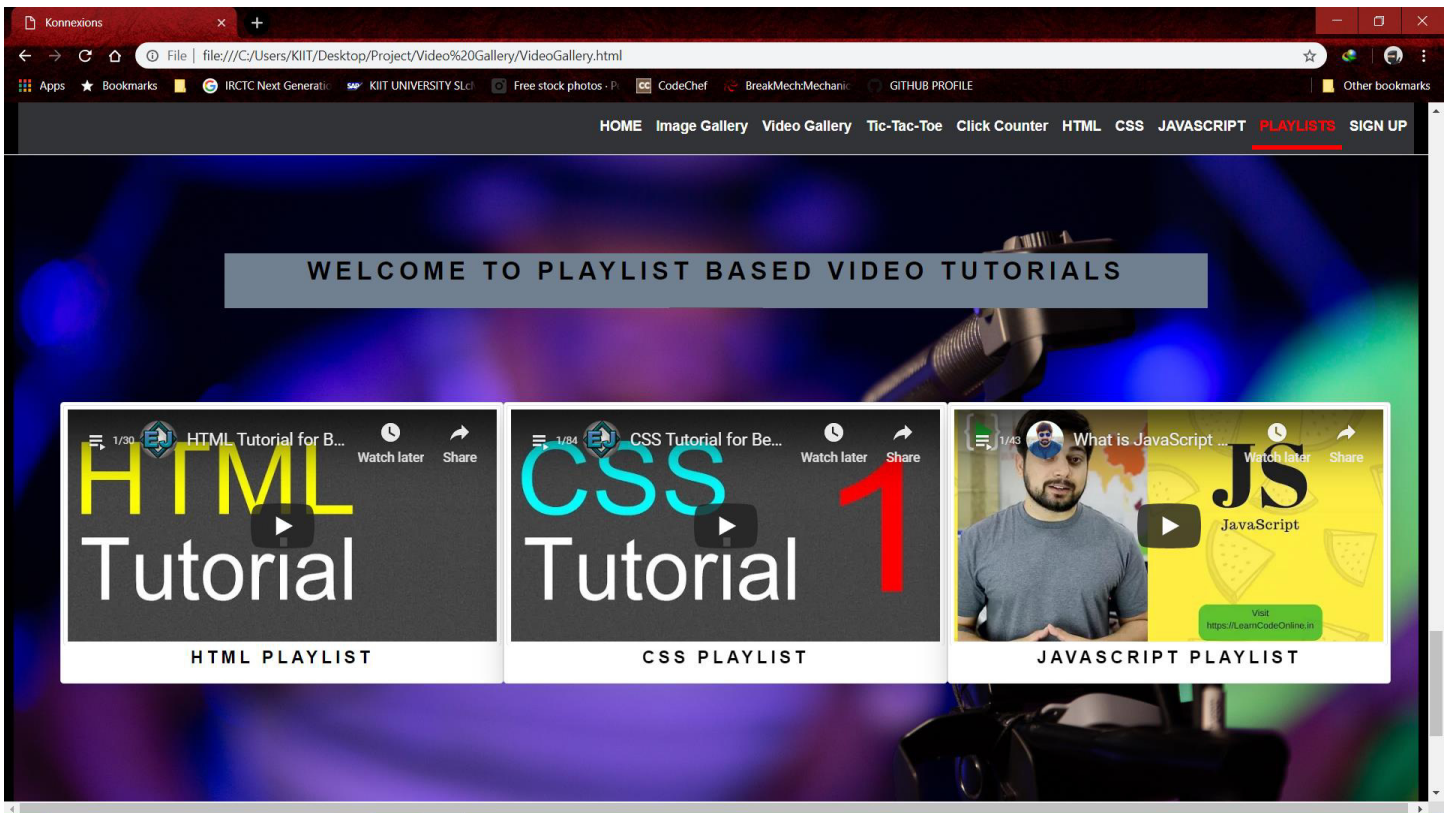 Konnexions
File file:///C:/Users/KIIT/Desktop/Project/Video%20Gallery/VideoGallery.html
Apps Bookmarks IRCTC Next Generatio SAP KIIT UNIVERSITY SLc Free stock photos · P CC CodeChef BreakMech:Mechanic GITHUB PROFILE Other bookmarks
HOME Image Gallery Video Gallery Tic-Tac-Toe Click Counter HTML CSS JAVASCRIPT PLAYLISTS SIGN UP
WELCOME TO PLAYLIST BASED VIDEO TUTORIALS
1/30 EJ HTML Tutorial for B...
Watch later Share
HTML
Tutorial
HTML PLAYLIST
1/84 EJ CSS Tutorial for Be...
Watch later Share
CSS 1
Tutorial
CSS PLAYLIST
1/43 What is JavaScript ...
Watch later Share
JS
JavaScript
Visit
https://LearnCodeOnline.in
JAVASCRIPT PLAYLIST